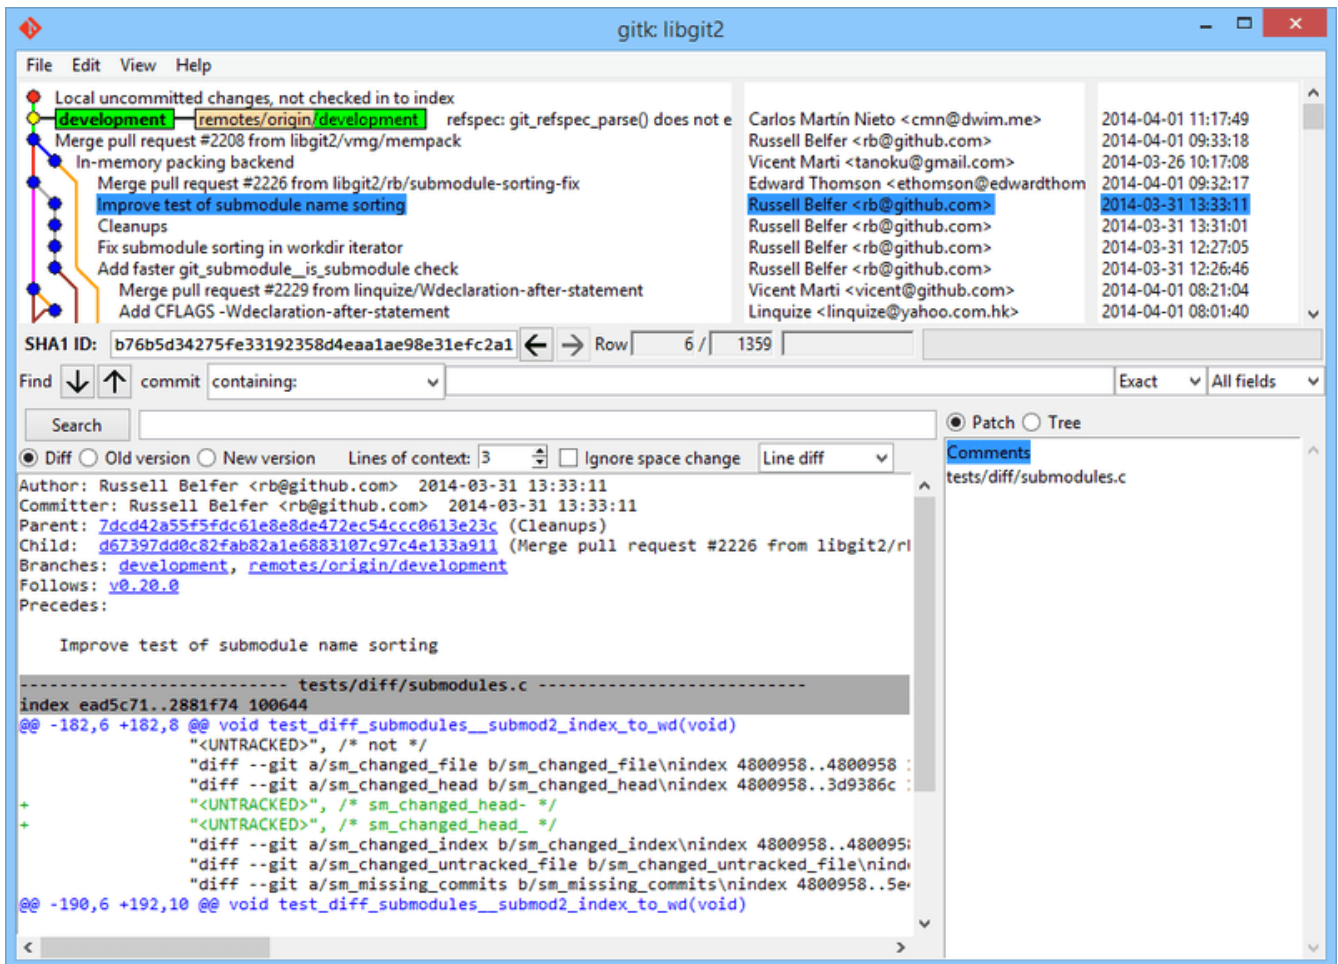 gitk: libgit2
File Edit View Help
Local uncommitted changes, not checked in to index
development remotes/origin/development refspec: git_refspec_parse() does not e Carlos Martín Nieto <cmn@dwim.me> 2014-04-01 11:17:49
Merge pull request #2208 from libgit2/vmg/mempack Russell Belfer <rb@github.com> 2014-04-01 09:33:18
In-memory packing backend Vicent Marti <tanoku@gmail.com> 2014-03-26 10:17:08
Merge pull request #2226 from libgit2/rb/submodule-sorting-fix Edward Thomson <ethomson@edwardthom 2014-04-01 09:32:17
Improve test of submodule name sorting Russell Belfer <rb@github.com> 2014-03-31 13:33:11
Cleanups Russell Belfer <rb@github.com> 2014-03-31 13:31:01
Fix submodule sorting in workdir iterator Russell Belfer <rb@github.com> 2014-03-31 12:27:05
Add faster git_submodule__is_submodule check Russell Belfer <rb@github.com> 2014-03-31 12:26:46
Merge pull request #2229 from linquize/Wdeclaration-after-statement Vicent Marti <vicent@github.com> 2014-04-01 08:21:04
Add CFLAGS -Wdeclaration-after-statement Linquize <linquize@yahoo.com.hk> 2014-04-01 08:01:40
SHA1 ID: b76b5d34275fe33192358d4eaa1ae98e31efc2a1 Row 6 / 1359
Find commit containing: Exact All fields
Search Patch Tree
Diff Old version New version Lines of context: 3 Ignore space change Line diff
Comments
tests/diff/submodules.c
Author: Russell Belfer <rb@github.com> 2014-03-31 13:33:11
Committer: Russell Belfer <rb@github.com> 2014-03-31 13:33:11
Parent: 7dcd42a55f5fdc61e8e8de472ec54ccc0613e23c (Cleanups)
Child: d67397dd0c82fab82a1e6883107c97c4e133a911 (Merge pull request #2226 from libgit2/r
Branches: development, remotes/origin/development
Follows: v0.20.0
Precedes:
Improve test of submodule name sorting
--------------------------- tests/diff/submodules.c ---------------------------
index ead5c71..2881f74 100644
@@ -182,6 +182,8 @@ void test_diff_submodules__submod2_index_to_wd(void)
"<UNTRACKED>", /* not */
"diff --git a/sm_changed_file b/sm_changed_file\nindex 4800958..4800958
"diff --git a/sm_changed_head b/sm_changed_head\nindex 4800958..3d9386c
+ "<UNTRACKED>", /* sm_changed_head- */
+ "<UNTRACKED>", /* sm_changed_head_ */
"diff --git a/sm_changed_index b/sm_changed_index\nindex 4800958..480095
"diff --git a/sm_changed_untracked_file b/sm_changed_untracked_file\nind
"diff --git a/sm_missing_commits b/sm_missing_commits\nindex 4800958..5e
@@ -190,6 +192,10 @@ void test_diff_submodules__submod2_index_to_wd(void)